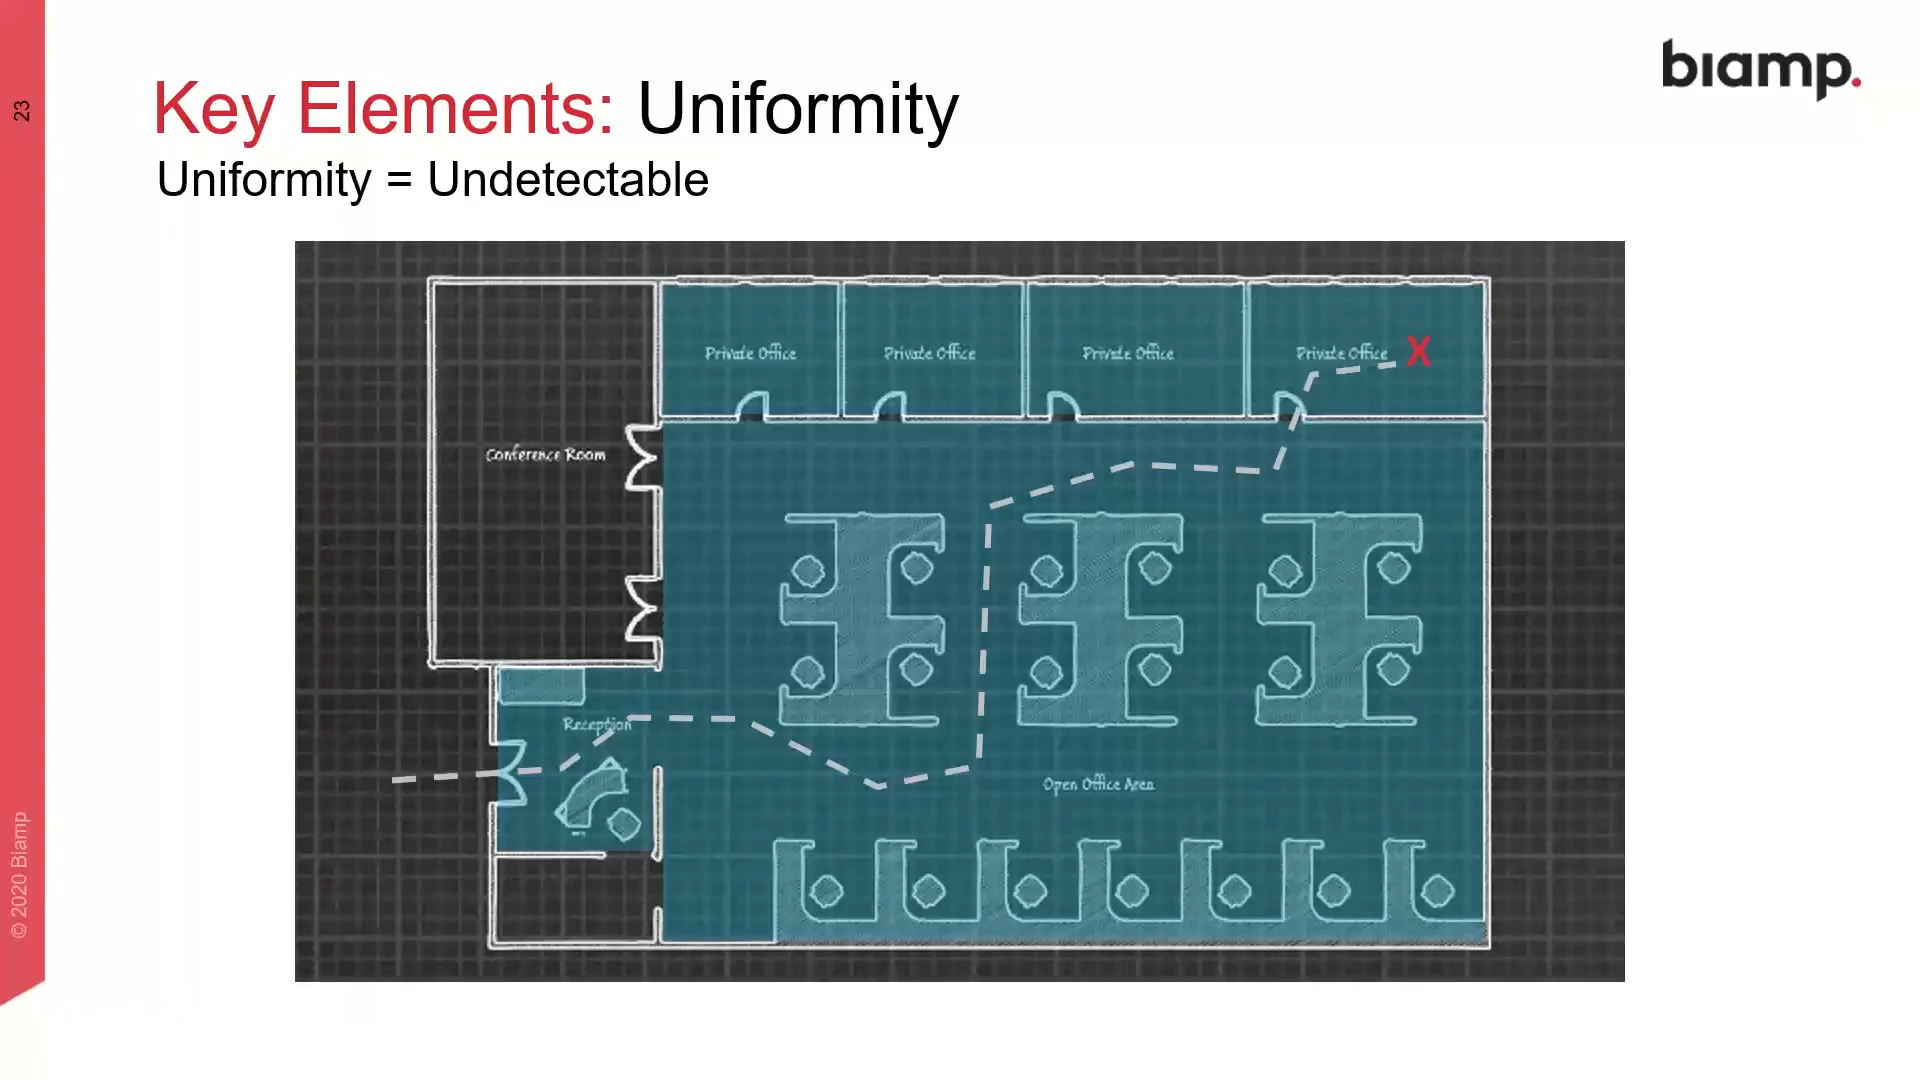 biamp.
23
Key Elements: Uniformity
Uniformity = Undetectable
Private Office
Private Office
Private Office
Private Office
X
Conference Room
Reception
Open Office Area
© 2020 Biamp